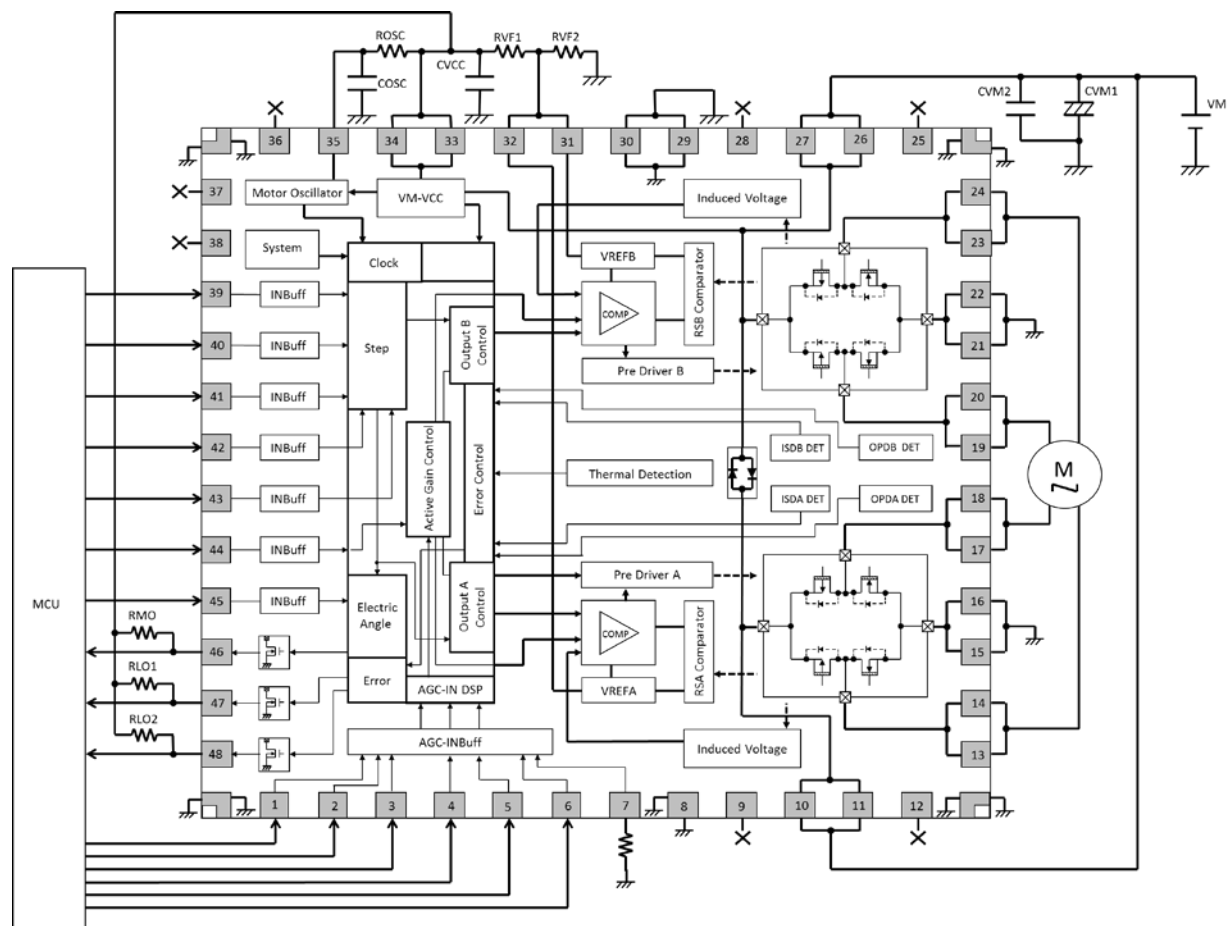 ROSC
RVF1
RVF2
COSC
CVCC
CVM2
CVM1
VM
36
35
34
33
32
31
30
29
28
27
26
25
37
Motor Oscillator
VM-VCC
Induced Voltage
24
38
System
Clock
VREFB
RSB Comparator
23
39
INBuff
Step
COMP
22
40
INBuff
Output B
Control
Pre Driver B
21
41
INBuff
20
42
INBuff
Active Gain Control
Error Control
ISDB DET
OPDB DET
19
M
Thermal Detection
43
INBuff
ISDA DET
OPDA DET
18
44
INBuff
17
MCU
45
INBuff
Electric
Angle
Output A
Control
Pre Driver A
16
RMO
46
COMP
RSA Comparator
15
RLO1
47
Error
AGC-IN DSP
VREFA
14
RLO2
48
AGC-INBuff
Induced Voltage
13
1
2
3
4
5
6
7
8
9
10
11
12